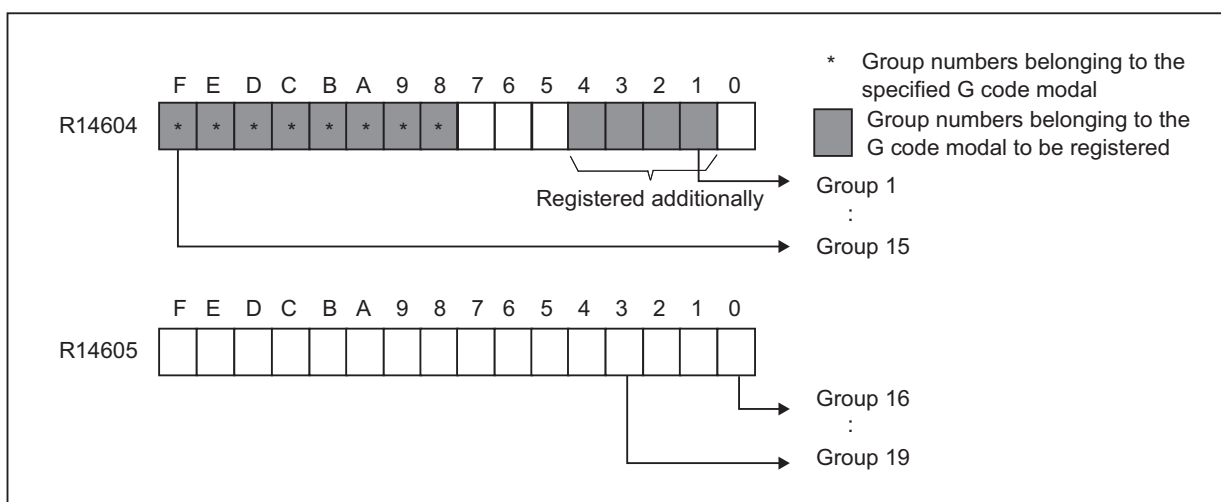 F E D C B A 9 8 7 6 5 4 3 2 1 0
R14604 * * * * * * * *
* Group numbers belonging to the
specified G code modal
Group numbers belonging to the
G code modal to be registered
Registered additionally
Group 1
:
Group 15
F E D C B A 9 8 7 6 5 4 3 2 1 0
R14605
Group 16
:
Group 19